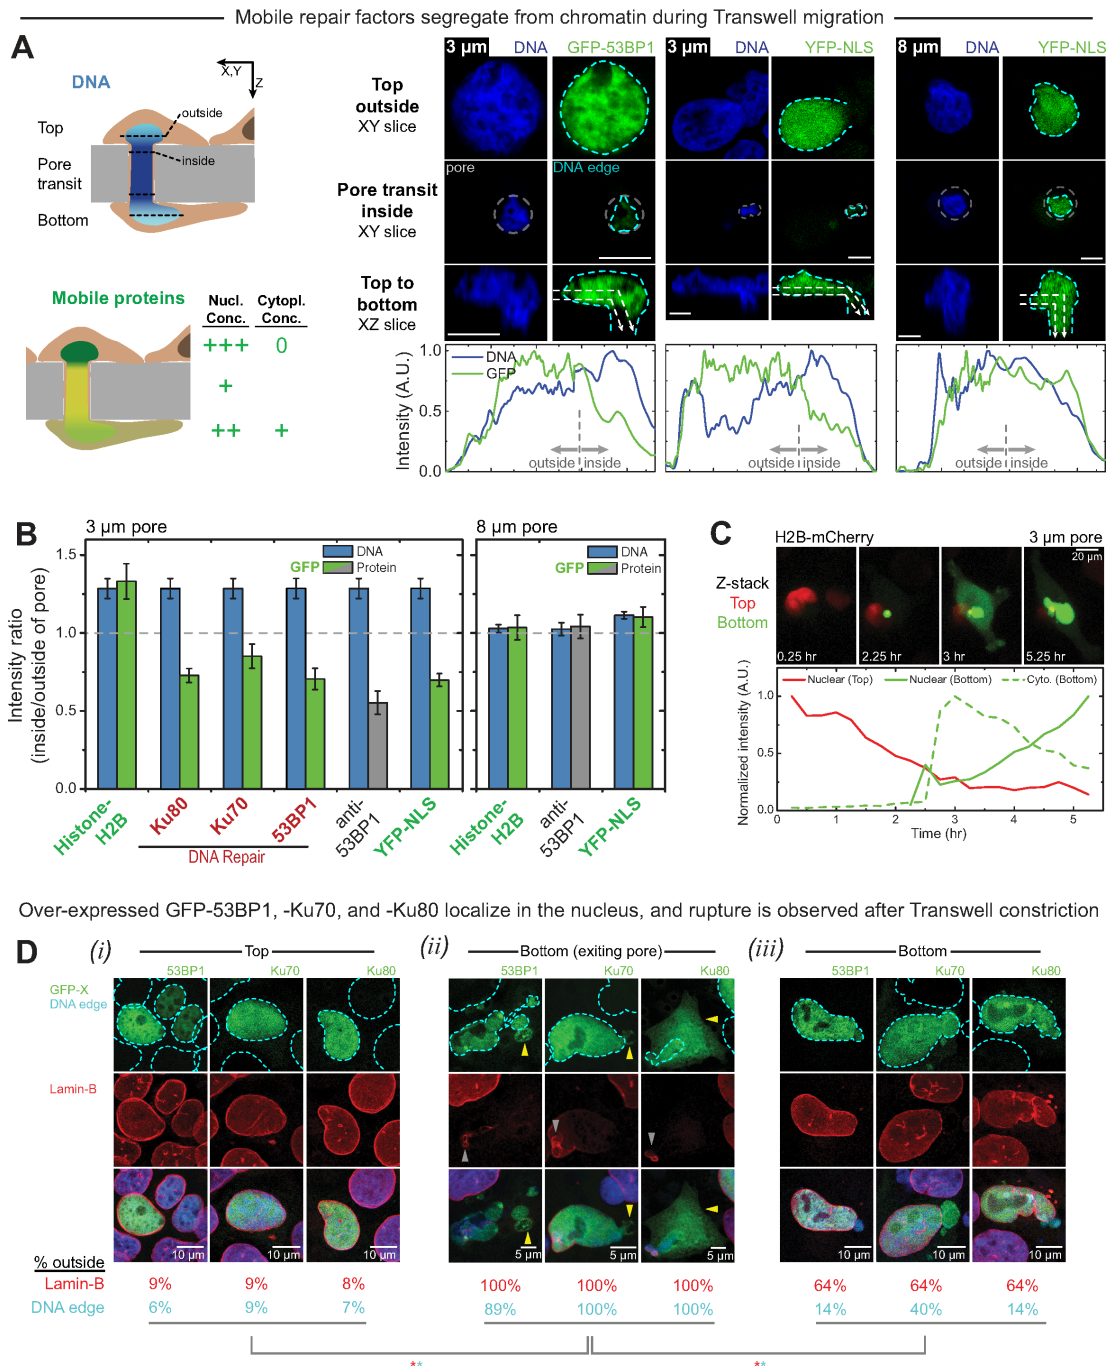 Mobile repair factors segregate from chromatin during Transwell migration
A
DNA
X,Y
Z
outside
Top
inside
Pore
transit
Bottom
Mobile proteins
Nucl. Conc.
Cytopl. Conc.
+++ 0
+
++ +
3 µm DNA GFP-53BP1 3 µm DNA YFP-NLS 8 µm DNA YFP-NLS
Top
outside
XY slice
pore DNA edge
Pore transit
inside
XY slice
Top to
bottom
XZ slice
Intensity (A.U.)
1.0
0.5
0.0
DNA
GFP
outside inside
outside inside
outside inside
B
3 µm pore
8 µm pore
Intensity ratio
(inside/outside of pore)
1.5
1.0
0.5
0.0
DNA
GFP Protein
DNA
GFP Protein
Histone-
H2B
Ku80
Ku70
53BP1
anti-
53BP1
YFP-NLS
DNA Repair
Histone-
H2B
anti-
53BP1
YFP-NLS
C
H2B-mCherry 3 µm pore
20 µm
Z-stack
Top
Bottom
0.25 hr 2.25 hr 3 hr 5.25 hr
Normalized intensity (A.U.)
Nuclear (Top) Nuclear (Bottom) Cyto. (Bottom)
1.0
0.5
0.0
0 1 2 3 4 5
Time (hr)
Over-expressed GFP-53BP1, -Ku70, and -Ku80 localize in the nucleus, and rupture is observed after Transwell constriction
D
(i) Top
53BP1 Ku70 Ku80
(ii) Bottom (exiting pore)
53BP1 Ku70 Ku80
(iii) Bottom
53BP1 Ku70 Ku80
GFP-X
DNA edge
Lamin-B
10 µm 10 µm 10 µm
5 µm 5 µm 5 µm
10 µm 10 µm 10 µm
% outside
Lamin-B 9% 9% 8% 100% 100% 100% 64% 64% 64%
DNA edge 6% 9% 7% 89% 100% 100% 14% 40% 14%
** **